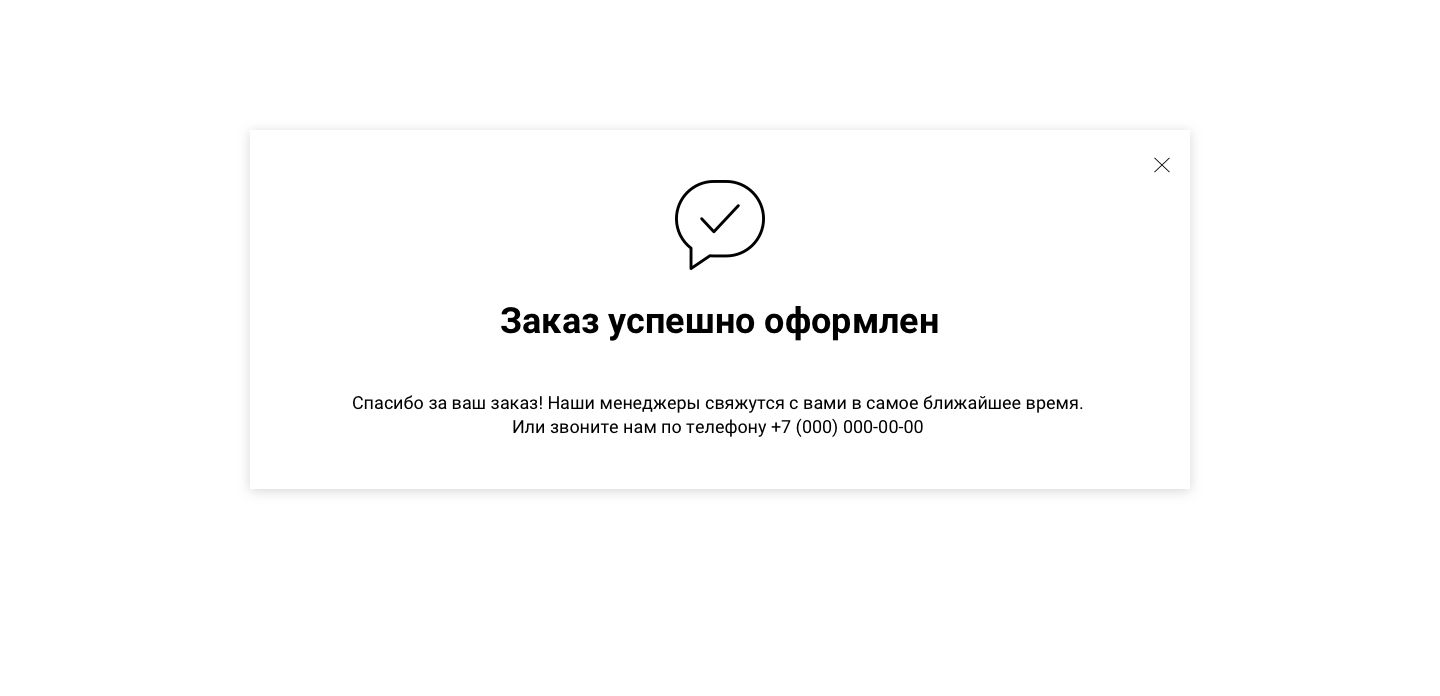 Заказ успешно оформлен
Спасибо за ваш заказ! Наши менеджеры свяжутся с вами в самое ближайшее время.
Или звоните нам по телефону +7 (000) 000-00-00